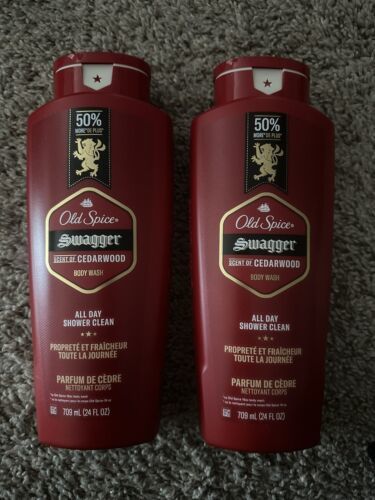 50%
MORE* DE PLUS*
Old Spice
Swagger
SCENT OF CEDARWOOD
BODY WASH
ALL DAY
SHOWER CLEAN
PROPRETÉ ET FRAÎCHEUR
TOUTE LA JOURNÉE
PARFUM DE CÈDRE
NETTOYANT CORPS
709 mL (24 FL OZ)
50%
MORE* DE PLUS*
Old Spice
Swagger
SCENT OF CEDARWOOD
BODY WASH
ALL DAY
SHOWER CLEAN
PROPRETÉ ET FRAÎCHEUR
TOUTE LA JOURNÉE
PARFUM DE CÈDRE
NETTOYANT CORPS
709 mL (24 FL OZ)